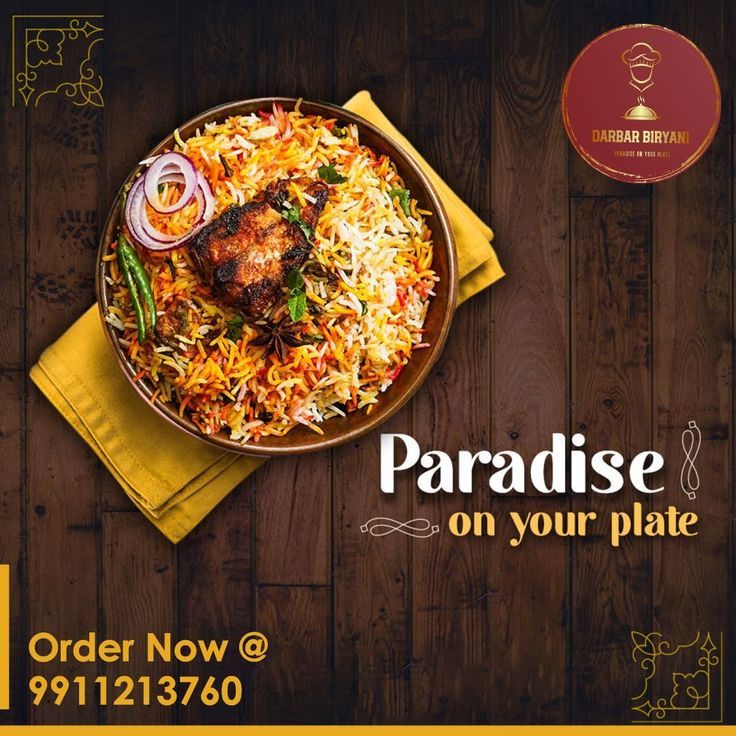 DARBAR BIRYANI
PARADISE ON YOUR PLATE
Paradise
on your plate
Order Now @
9911213760